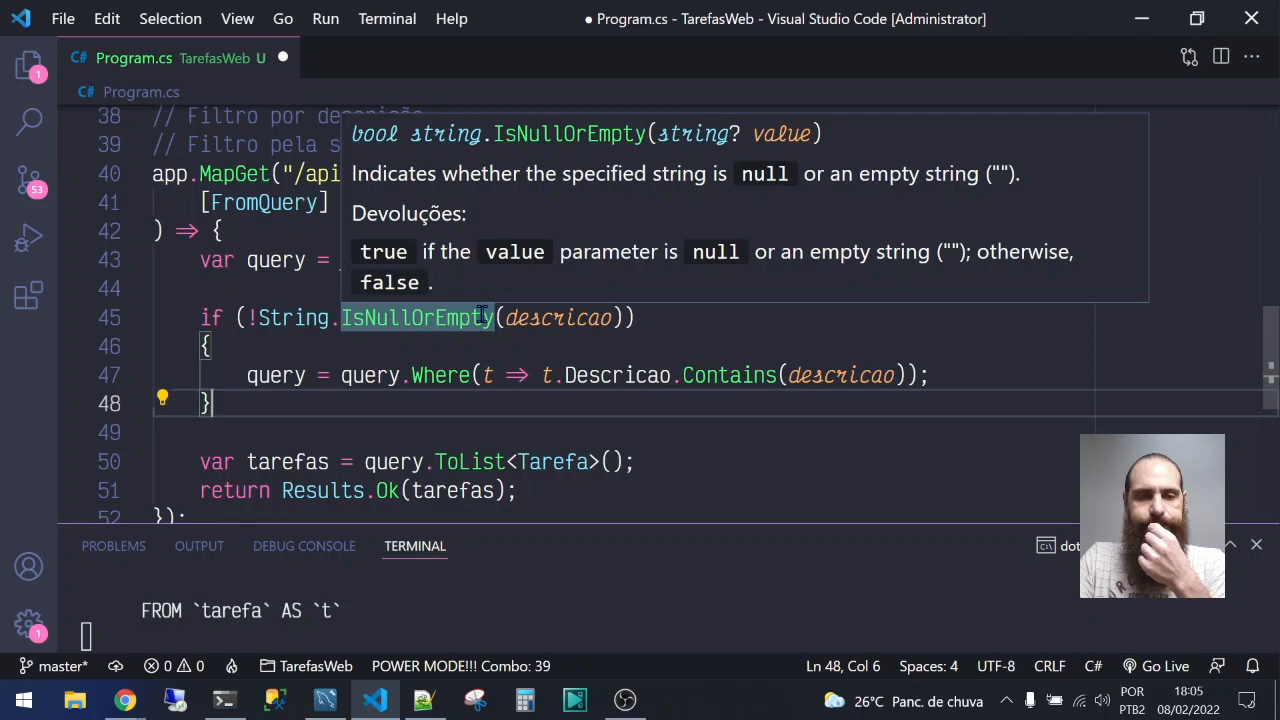 File Edit Selection View Go Run Terminal Help
● Program.cs - TarefasWeb - Visual Studio Code [Administrator]
C# Program.cs TarefasWeb U
C# Program.cs
1
53
1
38 // Filtro por descrição
39 // Filtro pela s
40 app.MapGet("/api
41 [FromQuery]
42 ) => {
43 var query =
44
45 if (!String.IsNullOrEmpty(descricao))
46 {
47 query = query.Where(t => t.Descricao.Contains(descricao));
48 }
49
50 var tarefas = query.ToList<Tarefa>();
51 return Results.Ok(tarefas);
52 });
bool string.IsNullOrEmpty(string? value)
Indicates whether the specified string is null or an empty string ("").
Devoluções:
true if the value parameter is null or an empty string (""); otherwise,
false .
PROBLEMS OUTPUT DEBUG CONSOLE TERMINAL
dot
FROM `tarefa` AS `t`
master* 0 0 TarefasWeb POWER MODE!!! Combo: 39 Ln 48, Col 6 Spaces: 4 UTF-8 CRLF C# Go Live
26°C Panc. de chuva
POR
PTB2
18:05
08/02/2022